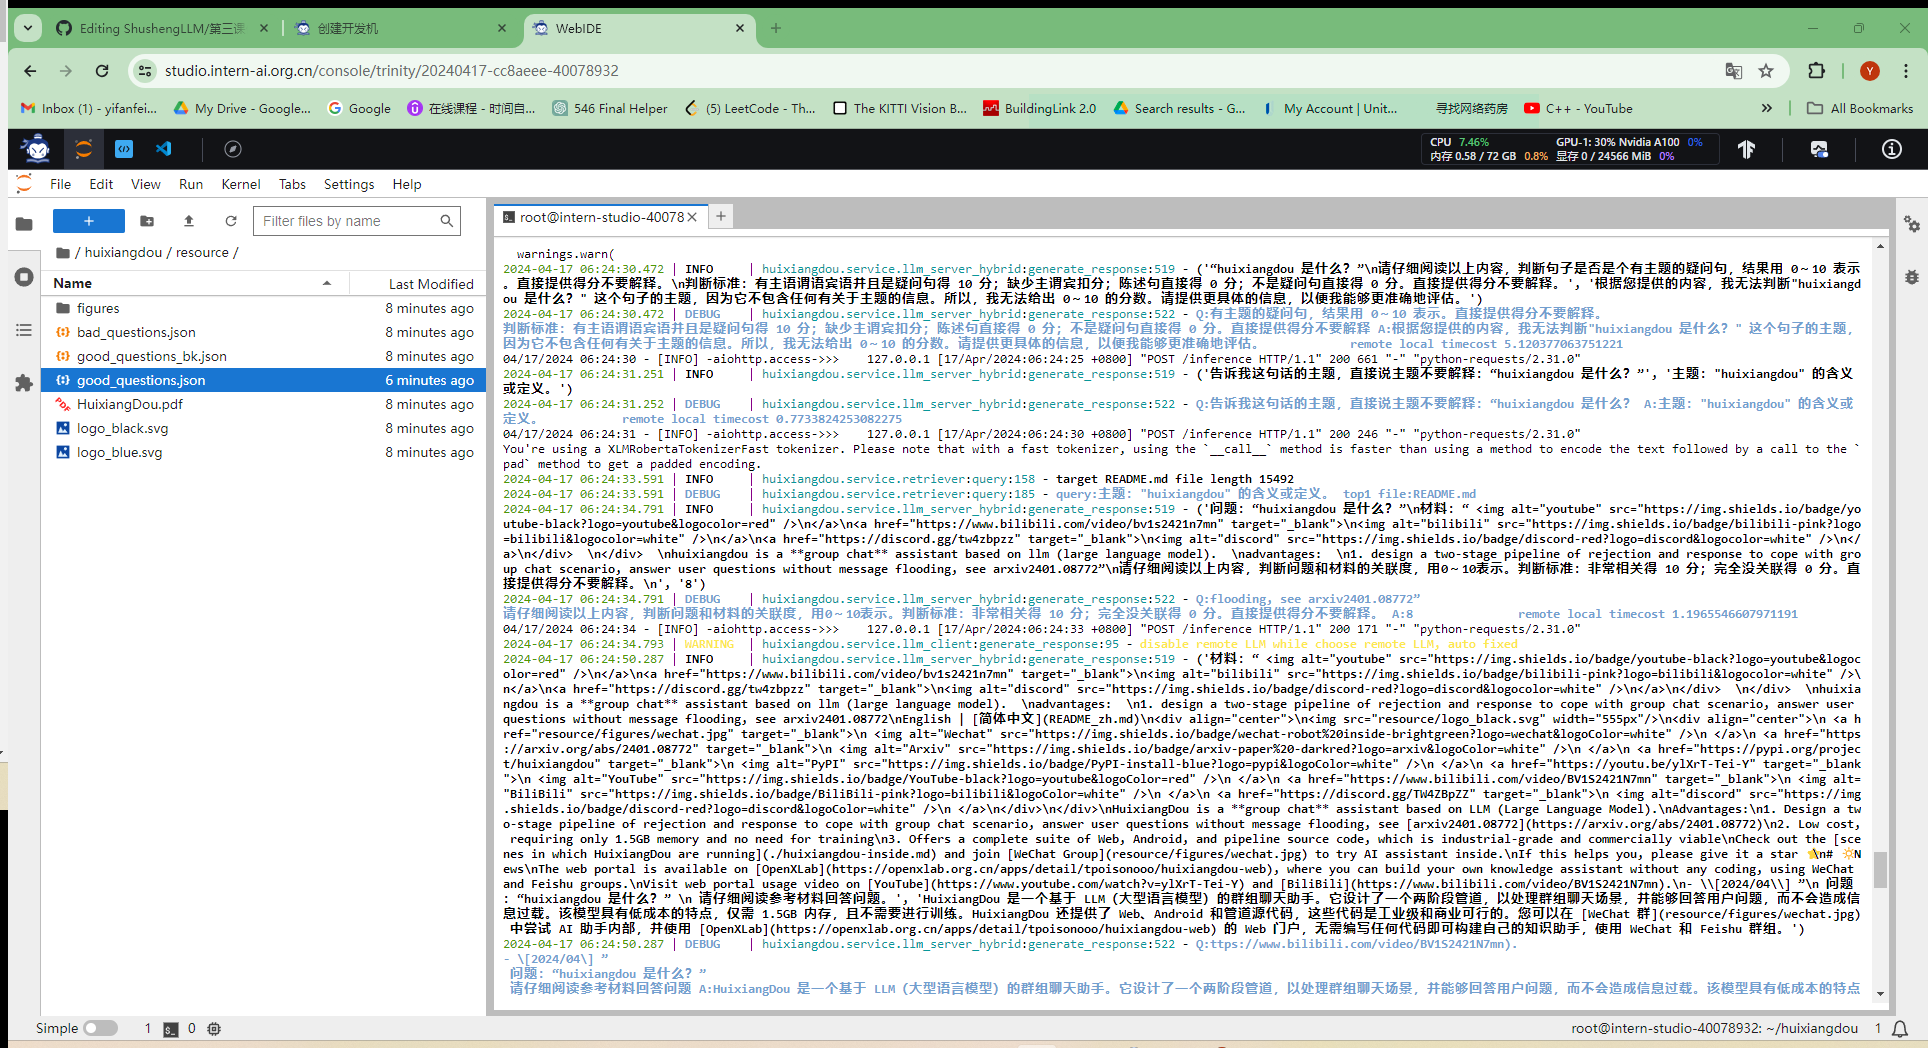 Editing ShushengLLM/第三课
创建开发机
WebIDE
studio.intern-ai.org.cn/console/trinity/20240417-cc8aeee-40078932
Y
Inbox (1) - yifanfei...
My Drive - Google...
Google
在线课程 - 时间自...
546 Final Helper
(5) LeetCode - Th...
The KITTI Vision B...
BuildingLink 2.0
Search results - G...
My Account | Unit...
寻找网络药房
C++ - YouTube
All Bookmarks
CPU 7.46% GPU-1: 30% Nvidia A100 0%
内存 0.58 / 72 GB 0.8% 显存 0 / 24566 MiB 0%
File Edit View Run Kernel Tabs Settings Help
Filter files by name
/ huixiangdou / resource /
Name Last Modified
figures 8 minutes ago
bad_questions.json 8 minutes ago
good_questions_bk.json 8 minutes ago
good_questions.json 6 minutes ago
HuixiangDou.pdf 8 minutes ago
logo_black.svg 8 minutes ago
logo_blue.svg 8 minutes ago
root@intern-studio-40078
warnings.warn(
2024-04-17 06:24:30.472 | INFO | huixiangdou.service.llm_server_hybrid:generate_response:519 - ('“huixiangdou 是什么？”\n请仔细阅读以上内容，判断句子是否是个有主题的疑问句，结果用 0～10 表示
。直接提供得分不要解释。\n判断标准：有主语谓语宾语并且是疑问句得 10 分；缺少主谓宾扣分；陈述句直接得 0 分；不是疑问句直接得 0 分。直接提供得分不要解释。', '根据您提供的内容，我无法判断"huixiangd
ou 是什么？" 这个句子的主题，因为它不包含任何有关于主题的信息。所以，我无法给出 0～10 的分数。请提供更具体的信息，以便我能够更准确地评估。')
2024-04-17 06:24:30.472 | DEBUG | huixiangdou.service.llm_server_hybrid:generate_response:522 - Q:有主题的疑问句，结果用 0～10 表示。直接提供得分不要解释。
判断标准：有主语谓语宾语并且是疑问句得 10 分；缺少主谓宾扣分；陈述句直接得 0 分；不是疑问句直接得 0 分。直接提供得分不要解释 A:根据您提供的内容，我无法判断"huixiangdou 是什么？" 这个句子的主题，
因为它不包含任何有关于主题的信息。所以，我无法给出 0～10 的分数。请提供更具体的信息，以便我能够更准确地评估。 remote local timecost 5.120377063751221
04/17/2024 06:24:30 - [INFO] -aiohttp.access->>> 127.0.0.1 [17/Apr/2024:06:24:25 +0800] "POST /inference HTTP/1.1" 200 661 "-" "python-requests/2.31.0"
2024-04-17 06:24:31.251 | INFO | huixiangdou.service.llm_server_hybrid:generate_response:519 - ('告诉我这句话的主题，直接说主题不要解释：“huixiangdou 是什么？”', '主题："huixiangdou" 的含义
或定义。')
2024-04-17 06:24:31.252 | DEBUG | huixiangdou.service.llm_server_hybrid:generate_response:522 - Q:告诉我这句话的主题，直接说主题不要解释：“huixiangdou 是什么？ A:主题："huixiangdou" 的含义或
定义。 remote local timecost 0.7733824253082275
04/17/2024 06:24:31 - [INFO] -aiohttp.access->>> 127.0.0.1 [17/Apr/2024:06:24:30 +0800] "POST /inference HTTP/1.1" 200 246 "-" "python-requests/2.31.0"
You're using a XLMRobertaTokenizerFast tokenizer. Please note that with a fast tokenizer, using the `__call__` method is faster than using a method to encode the text followed by a call to the `
pad` method to get a padded encoding.
2024-04-17 06:24:33.591 | INFO | huixiangdou.service.retriever:query:158 - target README.md file length 15492
2024-04-17 06:24:33.591 | DEBUG | huixiangdou.service.retriever:query:185 - query:主题："huixiangdou" 的含义或定义。 top1 file:README.md
2024-04-17 06:24:34.791 | INFO | huixiangdou.service.llm_server_hybrid:generate_response:519 - ('问题：“huixiangdou 是什么？”\n材料：“ <img alt="youtube" src="https://img.shields.io/badge/yo
utube-black?logo=youtube&logocolor=red" />\n</a>\n<a href="https://www.bilibili.com/video/bv1s2421n7mn" target="_blank">\n<img alt="bilibili" src="https://img.shields.io/badge/bilibili-pink?logo
=bilibili&logocolor=white" />\n</a>\n<a href="https://discord.gg/tw4zbpzz" target="_blank">\n<img alt="discord" src="https://img.shields.io/badge/discord-red?logo=discord&logocolor=white" />\n</
a>\n</div>  \n</div>  \nhuixiangdou is a **group chat** assistant based on llm (large language model).  \nadvantages:  \n1. design a two-stage pipeline of rejection and response to cope with gro
up chat scenario, answer user questions without message flooding, see arxiv2401.08772”\n请仔细阅读以上内容，判断问题和材料的关联度，用0～10表示。判断标准：非常相关得 10 分；完全没关联得 0 分。直
接提供得分不要解释。\n', '8')
2024-04-17 06:24:34.791 | DEBUG | huixiangdou.service.llm_server_hybrid:generate_response:522 - Q:flooding, see arxiv2401.08772”
请仔细阅读以上内容，判断问题和材料的关联度，用0～10表示。判断标准：非常相关得 10 分；完全没关联得 0 分。直接提供得分不要解释。 A:8 remote local timecost 1.1965546607971191
04/17/2024 06:24:34 - [INFO] -aiohttp.access->>> 127.0.0.1 [17/Apr/2024:06:24:33 +0800] "POST /inference HTTP/1.1" 200 171 "-" "python-requests/2.31.0"
2024-04-17 06:24:34.793 | WARNING | huixiangdou.service.llm_client:generate_response:95 - disable remote LLM while choose remote LLM, auto fixed
2024-04-17 06:24:50.287 | INFO | huixiangdou.service.llm_server_hybrid:generate_response:519 - ('材料：“ <img alt="youtube" src="https://img.shields.io/badge/youtube-black?logo=youtube&logoc
olor=red" />\n</a>\n<a href="https://www.bilibili.com/video/bv1s2421n7mn" target="_blank">\n<img alt="bilibili" src="https://img.shields.io/badge/bilibili-pink?logo=bilibili&logocolor=white" />\
n</a>\n<a href="https://discord.gg/tw4zbpzz" target="_blank">\n<img alt="discord" src="https://img.shields.io/badge/discord-red?logo=discord&logocolor=white" />\n</a>\n</div>  \n</div>  \nhuixia
ngdou is a **group chat** assistant based on llm (large language model).  \nadvantages:  \n1. design a two-stage pipeline of rejection and response to cope with group chat scenario, answer user
questions without message flooding, see arxiv2401.08772\nEnglish | [简体中文](README_zh.md)\n<div align="center">\n<img src="resource/logo_black.svg" width="555px"/>\n<div align="center">\n <a h
ref="resource/figures/wechat.jpg" target="_blank">\n <img alt="Wechat" src="https://img.shields.io/badge/wechat-robot%20inside-brightgreen?logo=wechat&logoColor=white" />\n </a>\n <a href="https
://arxiv.org/abs/2401.08772" target="_blank">\n <img alt="Arxiv" src="https://img.shields.io/badge/arxiv-paper%20-darkred?logo=arxiv&logoColor=white" />\n </a>\n <a href="https://pypi.org/projec
t/huixiangdou" target="_blank">\n <img alt="PyPI" src="https://img.shields.io/badge/PyPI-install-blue?logo=pypi&logoColor=white" />\n </a>\n <a href="https://youtu.be/ylXrT-Tei-Y" target="_blank
">\n <img alt="YouTube" src="https://img.shields.io/badge/YouTube-black?logo=youtube&logoColor=red" />\n </a>\n <a href="https://www.bilibili.com/video/BV1S2421N7mn" target="_blank">\n <img alt=
"BiliBili" src="https://img.shields.io/badge/BiliBili-pink?logo=bilibili&logoColor=white" />\n </a>\n <a href="https://discord.gg/TW4ZBpZZ" target="_blank">\n <img alt="discord" src="https://img
.shields.io/badge/discord-red?logo=discord&logoColor=white" />\n </a>\n</div>\n</div>\nHuixiangDou is a **group chat** assistant based on LLM (Large Language Model).\nAdvantages:\n1. Design a tw
o-stage pipeline of rejection and response to cope with group chat scenario, answer user questions without message flooding, see [arxiv2401.08772](https://arxiv.org/abs/2401.08772)\n2. Low cost,
requiring only 1.5GB memory and no need for training\n3. Offers a complete suite of Web, Android, and pipeline source code, which is industrial-grade and commercially viable\nCheck out the [sce
nes in which HuixiangDou are running](./huixiangdou-inside.md) and join [WeChat Group](resource/figures/wechat.jpg) to try AI assistant inside.\nIf this helps you, please give it a star ⭐\n# 🔆N
ews\nThe web portal is available on [OpenXLab](https://openxlab.org.cn/apps/detail/tpoisonooo/huixiangdou-web), where you can build your own knowledge assistant without any coding, using WeChat
and Feishu groups.\nVisit web portal usage video on [YouTube](https://www.youtube.com/watch?v=ylXrT-Tei-Y) and [BiliBili](https://www.bilibili.com/video/BV1S2421N7mn).\n- \\[2024/04\\] ”\n 问题
：“huixiangdou 是什么？” \n 请仔细阅读参考材料回答问题。', 'HuixiangDou 是一个基于 LLM（大型语言模型）的群组聊天助手。它设计了一个两阶段管道，以处理群组聊天场景，并能够回答用户问题，而不会造成信
息过载。该模型具有低成本的特点，仅需 1.5GB 内存，且不需要进行训练。HuixiangDou 还提供了 Web、Android 和管道源代码，这些代码是工业级和商业可行的。您可以在 [WeChat 群](resource/figures/wechat.jpg)
中尝试 AI 助手内部，并使用 [OpenXLab](https://openxlab.org.cn/apps/detail/tpoisonooo/huixiangdou-web) 的 Web 门户，无需编写任何代码即可构建自己的知识助手，使用 WeChat 和 Feishu 群组。')
2024-04-17 06:24:50.287 | DEBUG | huixiangdou.service.llm_server_hybrid:generate_response:522 - Q:ttps://www.bilibili.com/video/BV1S2421N7mn).
- \[2024/04\] ”
问题：“huixiangdou 是什么？”
请仔细阅读参考材料回答问题 A:HuixiangDou 是一个基于 LLM（大型语言模型）的群组聊天助手。它设计了一个两阶段管道，以处理群组聊天场景，并能够回答用户问题，而不会造成信息过载。该模型具有低成本的特点
Simple 1 0
root@intern-studio-40078932: ~/huixiangdou 1